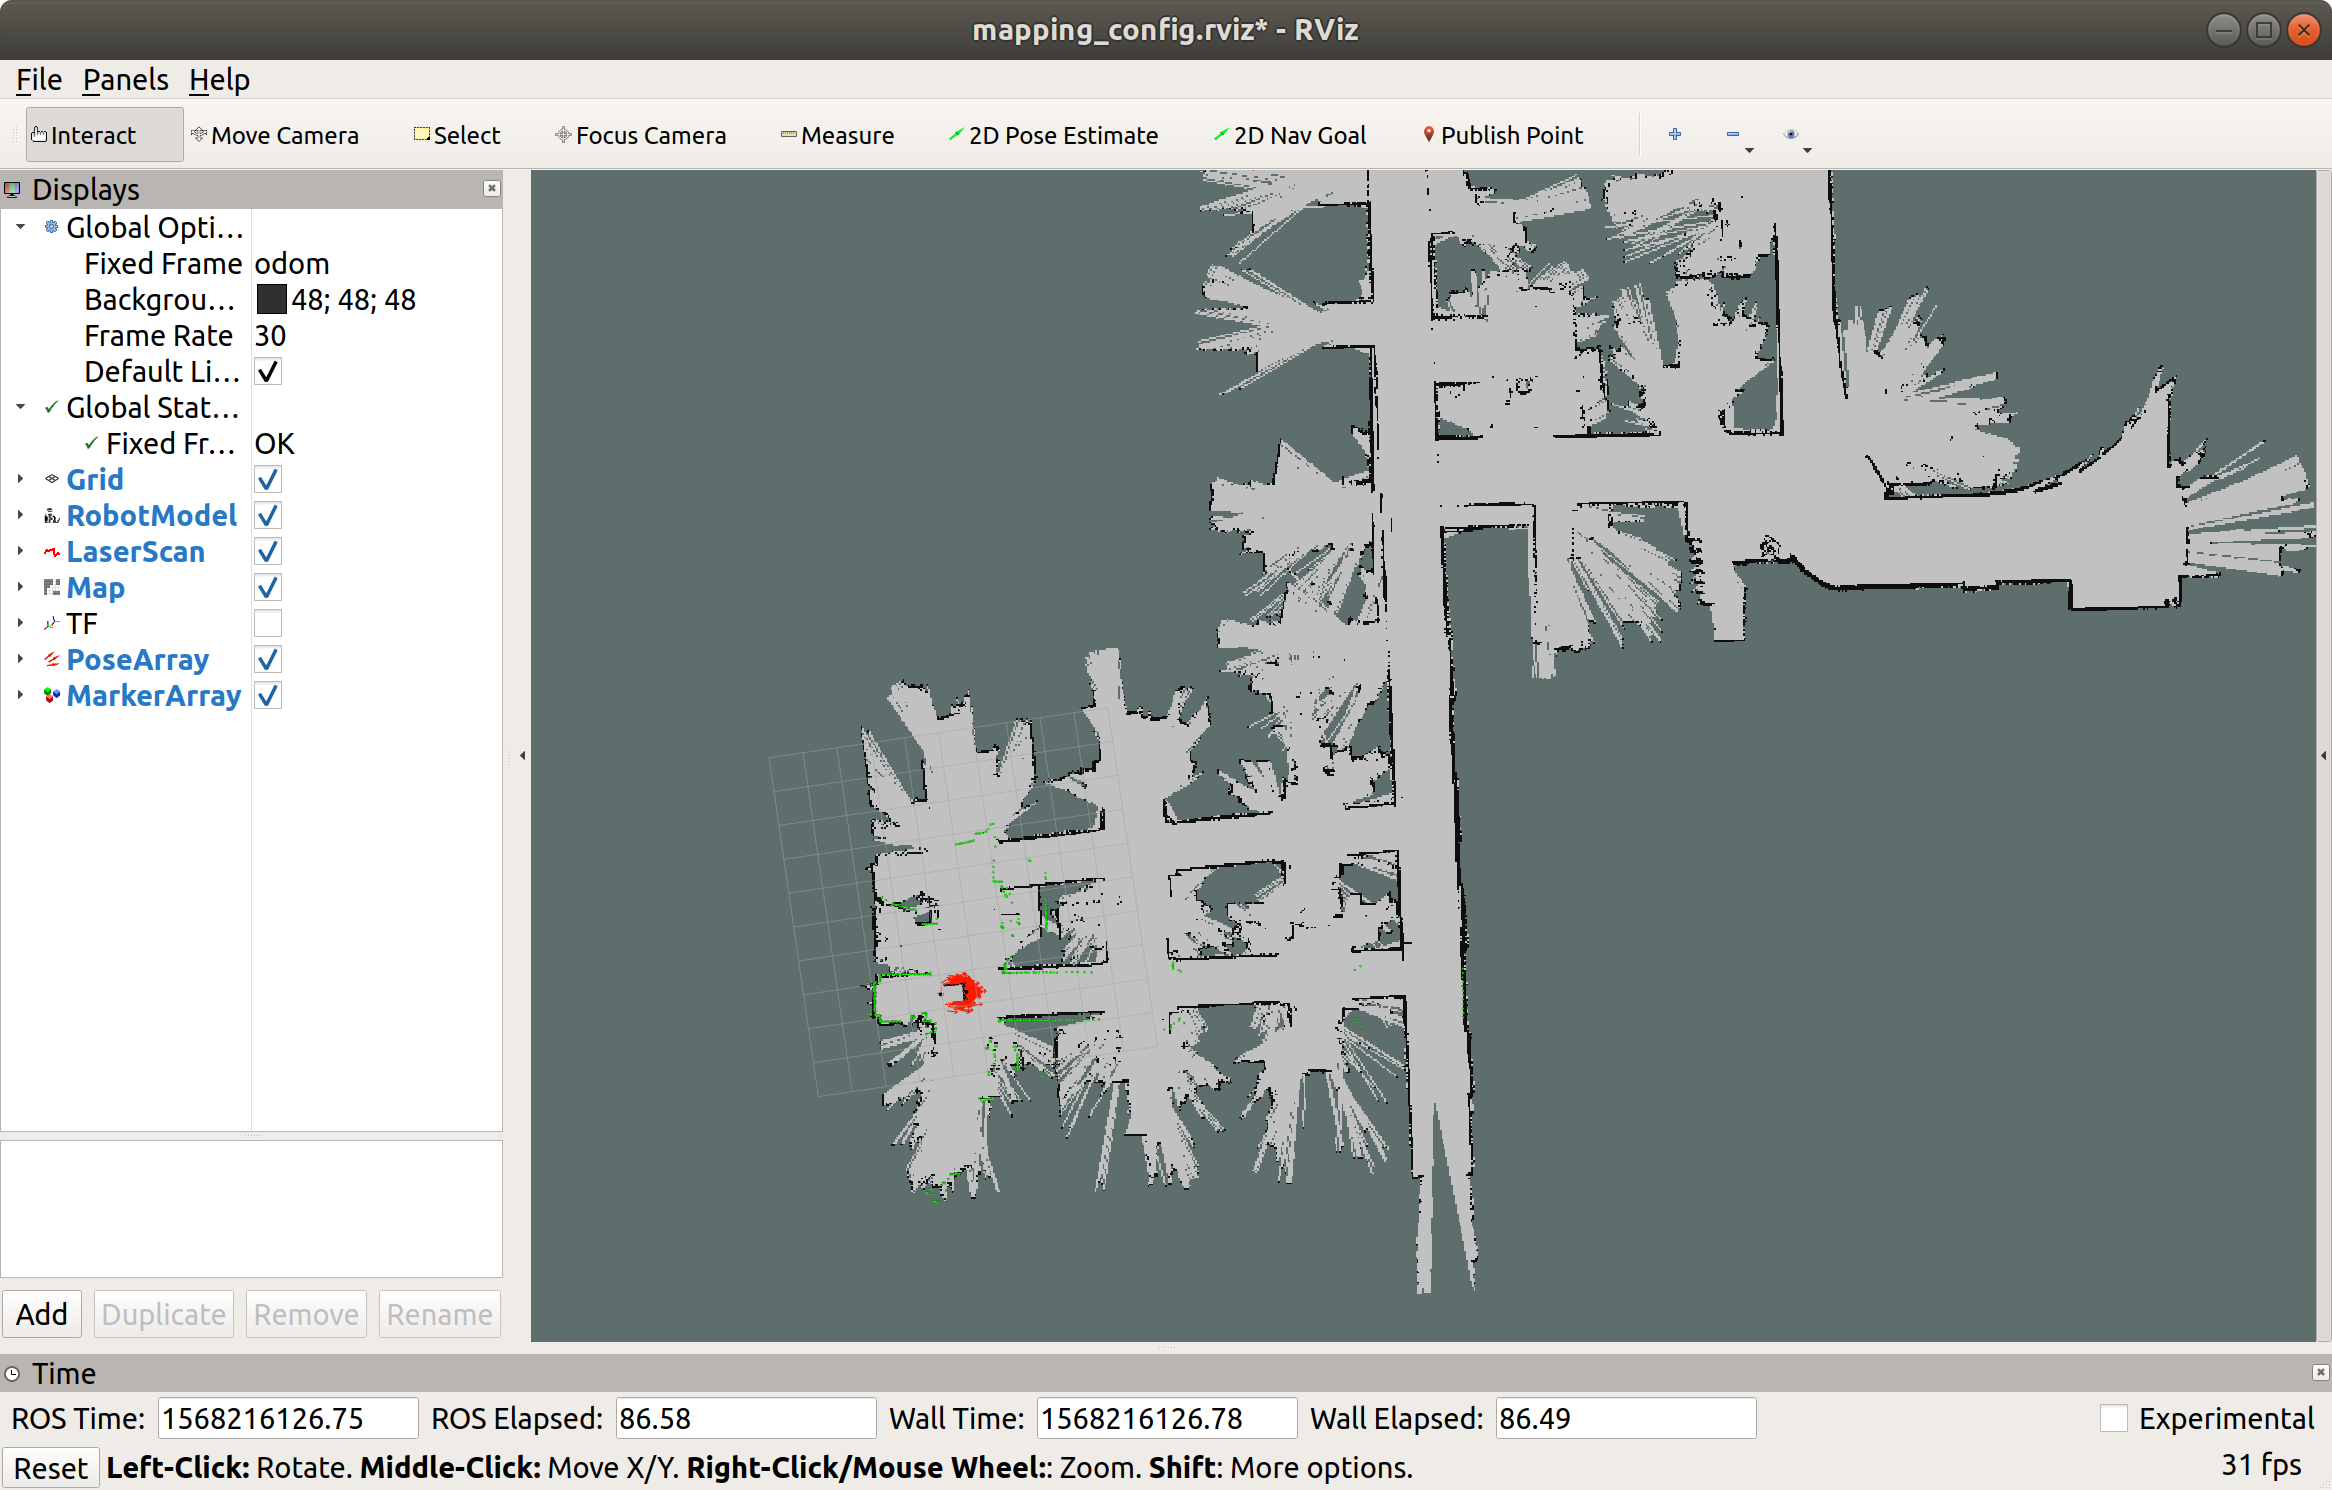 mapping_config.rviz* - RViz
File Panels Help
Interact Move Camera Select Focus Camera Measure 2D Pose Estimate 2D Nav Goal Publish Point
Displays
Global Opti...
Fixed Frame odom
Backgrou... 48; 48; 48
Frame Rate 30
Default Li...
Global Stat...
Fixed Fr... OK
Grid
RobotModel
LaserScan
Map
TF
PoseArray
MarkerArray
Add Duplicate Remove Rename
Time
ROS Time: 1568216126.75 ROS Elapsed: 86.58 Wall Time: 1568216126.78 Wall Elapsed: 86.49 Experimental
Reset Left-Click: Rotate. Middle-Click: Move X/Y. Right-Click/Mouse Wheel:: Zoom. Shift: More options. 31 fps